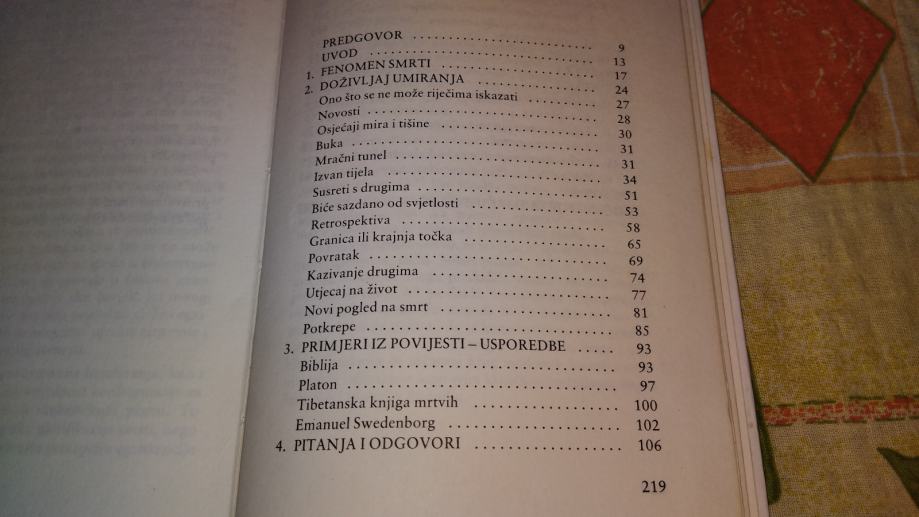 PREDGOVOR . . . . . . . . . . . . . . . . . . . . . . . . . 9
UVOD . . . . . . . . . . . . . . . . . . . . . . . . . . . . . 13
1. FENOMEN SMRTI . . . . . . . . . . . . . . . . . . . . 17
2. DOŽIVLJAJ UMIRANJA . . . . . . . . . . . . . . . 24
Ono što se ne može riječima iskazati . . . . . . . . . 27
Novosti . . . . . . . . . . . . . . . . . . . . . . . . . . . . . 28
Osjećaji mira i tišine . . . . . . . . . . . . . . . . . . . . 30
Buka . . . . . . . . . . . . . . . . . . . . . . . . . . . . . . . 31
Mračni tunel . . . . . . . . . . . . . . . . . . . . . . . . . 31
Izvan tijela . . . . . . . . . . . . . . . . . . . . . . . . . . 34
Susreti s drugima . . . . . . . . . . . . . . . . . . . . . . 51
Biće sazdano od svjetlosti . . . . . . . . . . . . . . . . 53
Retrospektiva . . . . . . . . . . . . . . . . . . . . . . . . 58
Granica ili krajnja točka . . . . . . . . . . . . . . . . . 65
Povratak . . . . . . . . . . . . . . . . . . . . . . . . . . . . 69
Kazivanje drugima . . . . . . . . . . . . . . . . . . . . . 74
Utjecaj na život . . . . . . . . . . . . . . . . . . . . . . . 77
Novi pogled na smrt . . . . . . . . . . . . . . . . . . . 81
Potkrepe . . . . . . . . . . . . . . . . . . . . . . . . . . . . 85
3. PRIMJERI IZ POVIJESTI – USPOREDBE . . . . . 93
Biblija . . . . . . . . . . . . . . . . . . . . . . . . . . . . . . 93
Platon . . . . . . . . . . . . . . . . . . . . . . . . . . . . . . 97
Tibetanska knjiga mrtvih . . . . . . . . . . . . . . . . 100
Emanuel Swedenborg . . . . . . . . . . . . . . . . . . . 102
4. PITANJA I ODGOVORI . . . . . . . . . . . . . . . . 106
219